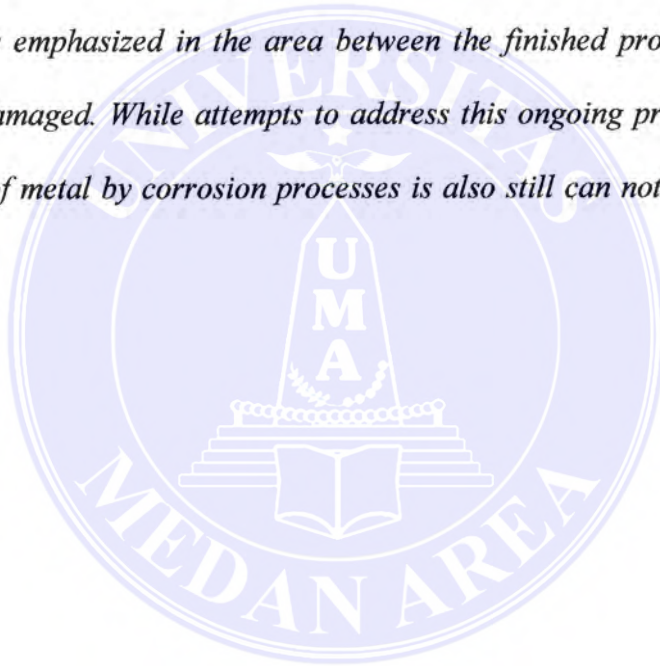 emphasized in the area between the finished pro
amaged. While attempts to address this ongoing pr
of metal by corrosion processes is also still can not
UNIVERSITAS
U
M
A
MEDAN AREA